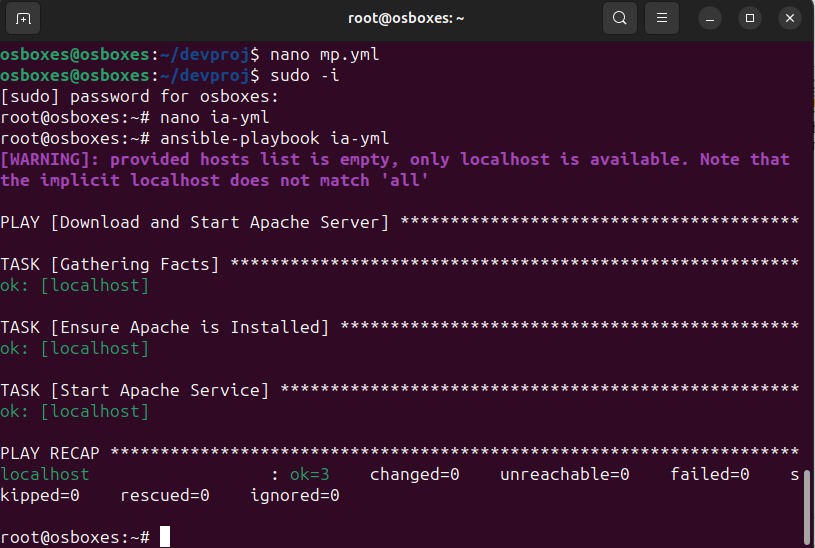 root@osboxes: ~
osboxes@osboxes:~/devproj$ nano mp.yml
osboxes@osboxes:~/devproj$ sudo -i
[sudo] password for osboxes:
root@osboxes:~# nano ia-yml
root@osboxes:~# ansible-playbook ia-yml
[WARNING]: provided hosts list is empty, only localhost is available. Note that
the implicit localhost does not match 'all'
PLAY [Download and Start Apache Server] ****************************************
TASK [Gathering Facts] *********************************************************
ok: [localhost]
TASK [Ensure Apache is Installed] **********************************************
ok: [localhost]
TASK [Start Apache Service] ****************************************************
ok: [localhost]
PLAY RECAP *********************************************************************
localhost                  : ok=3    changed=0    unreachable=0    failed=0    s
kipped=0    rescued=0    ignored=0
root@osboxes:~#